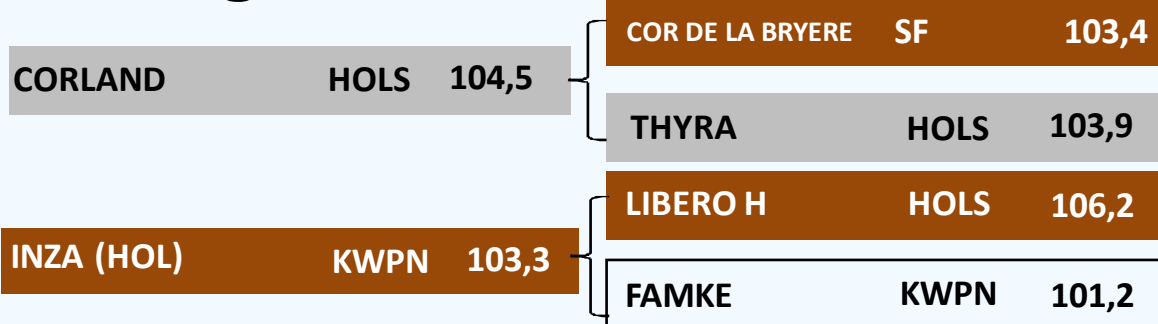 COR DE LA BRYERE SF 103,4
CORLAND HOLS 104,5
THYRA HOLS 103,9
LIBERO H HOLS 106,2
INZA (HOL) KWPN 103,3
FAMKE KWPN 101,2